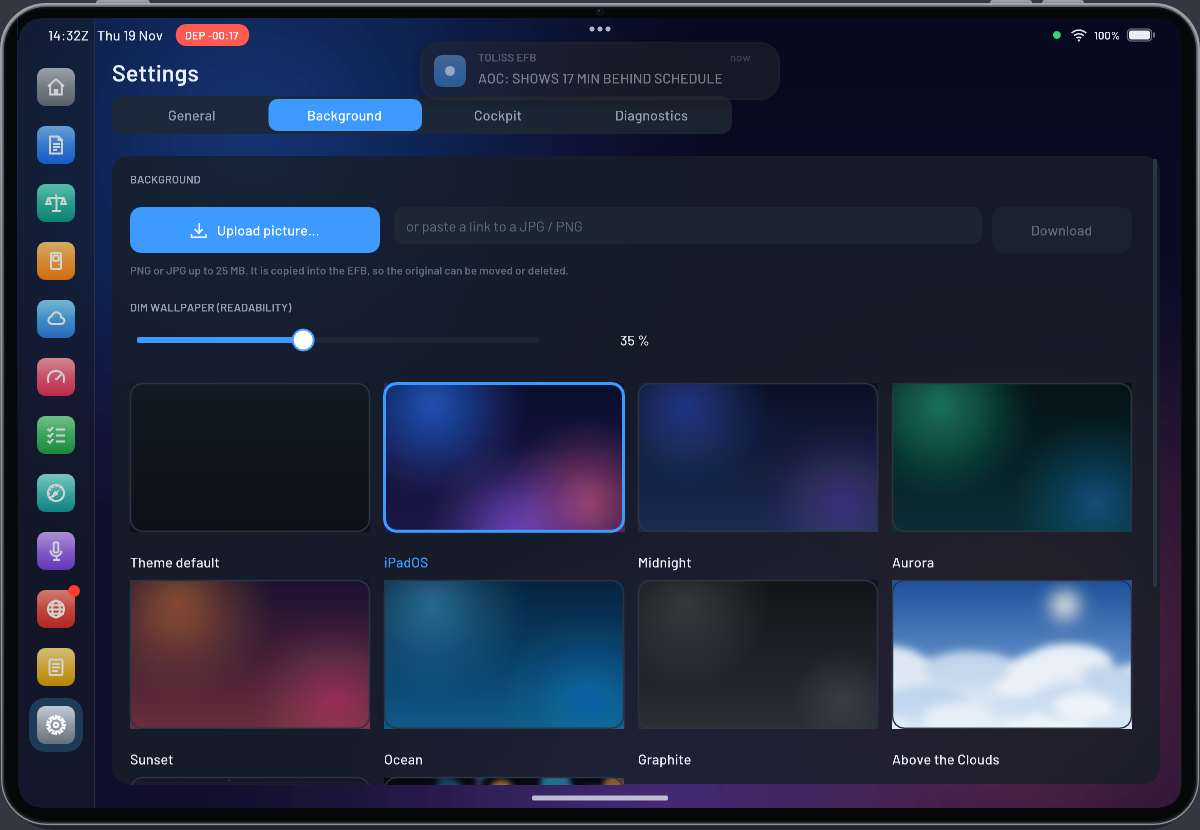 14:32Z Thu 19 Nov DEP -00:17
100%
TOLISS EFB now
AOC: SHOWS 17 MIN BEHIND SCHEDULE
Settings
General Background Cockpit Diagnostics
BACKGROUND
Upload picture... or paste a link to a JPG / PNG Download
PNG or JPG up to 25 MB. It is copied into the EFB, so the original can be moved or deleted.
DIM WALLPAPER (READABILITY)
35 %
Theme default iPadOS Midnight Aurora
Sunset Ocean Graphite Above the Clouds